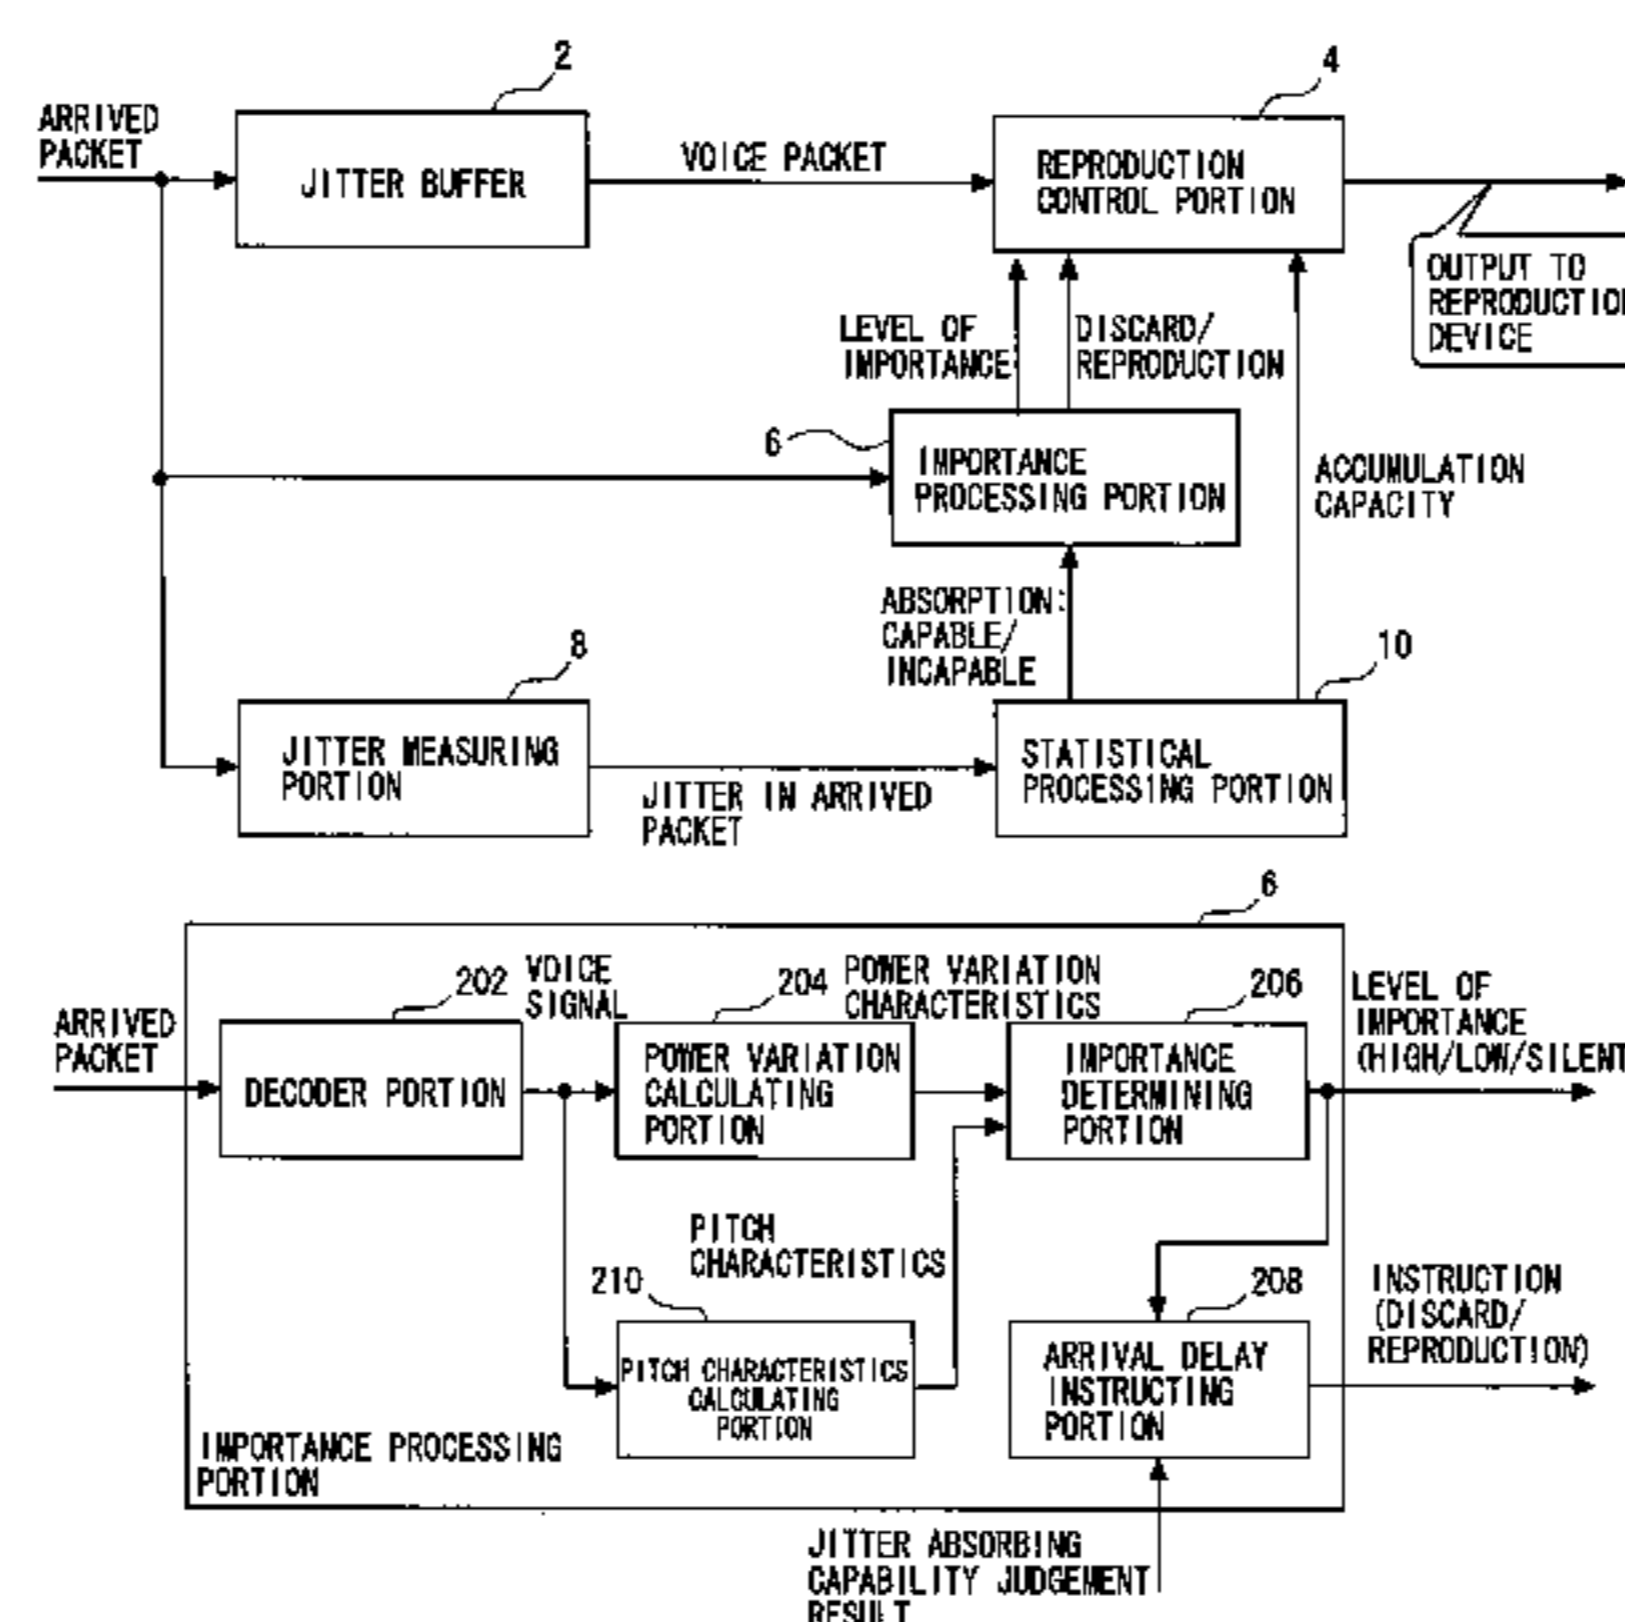 2
4
ARRIVED
PACKET
JITTER BUFFER
VOICE PACKET
REPRODUCTION
CONTROL PORTION
OUTPUT TO
REPRODUCTIO
DEVICE
LEVEL OF
IMPORTANCE
DISCARD/
REPRODUCTION
6
IMPORTANCE
PROCESSING PORTION
ACCUMULATION
CAPACITY
ABSORPTION:
CAPABLE/
INCAPABLE
8
10
JITTER MEASURING
PORTION
JITTER IN ARRIVED
PACKET
STATISTICAL
PROCESSING PORTION
6
ARRIVED
PACKET
202
VOICE
SIGNAL
204
POWER VARIATION
CHARACTERISTICS
206
LEVEL OF
IMPORTANCE
(HIGH/LOW/SILENT
DECODER PORTION
POWER VARIATION
CALCULATING
PORTION
IMPORTANCE
DETERMINING
PORTION
PITCH
CHARACTERISTICS
210
208
INSTRUCTION
(DISCARD/
REPRODUCTION)
PITCH CHARACTERISTICS
CALCULATING
PORTION
ARRIVAL DELAY
INSTRUCTING
PORTION
IMPORTANCE PROCESSING
PORTION
JITTER ABSORBING
CAPABILITY JUDGEMENT
RESULT